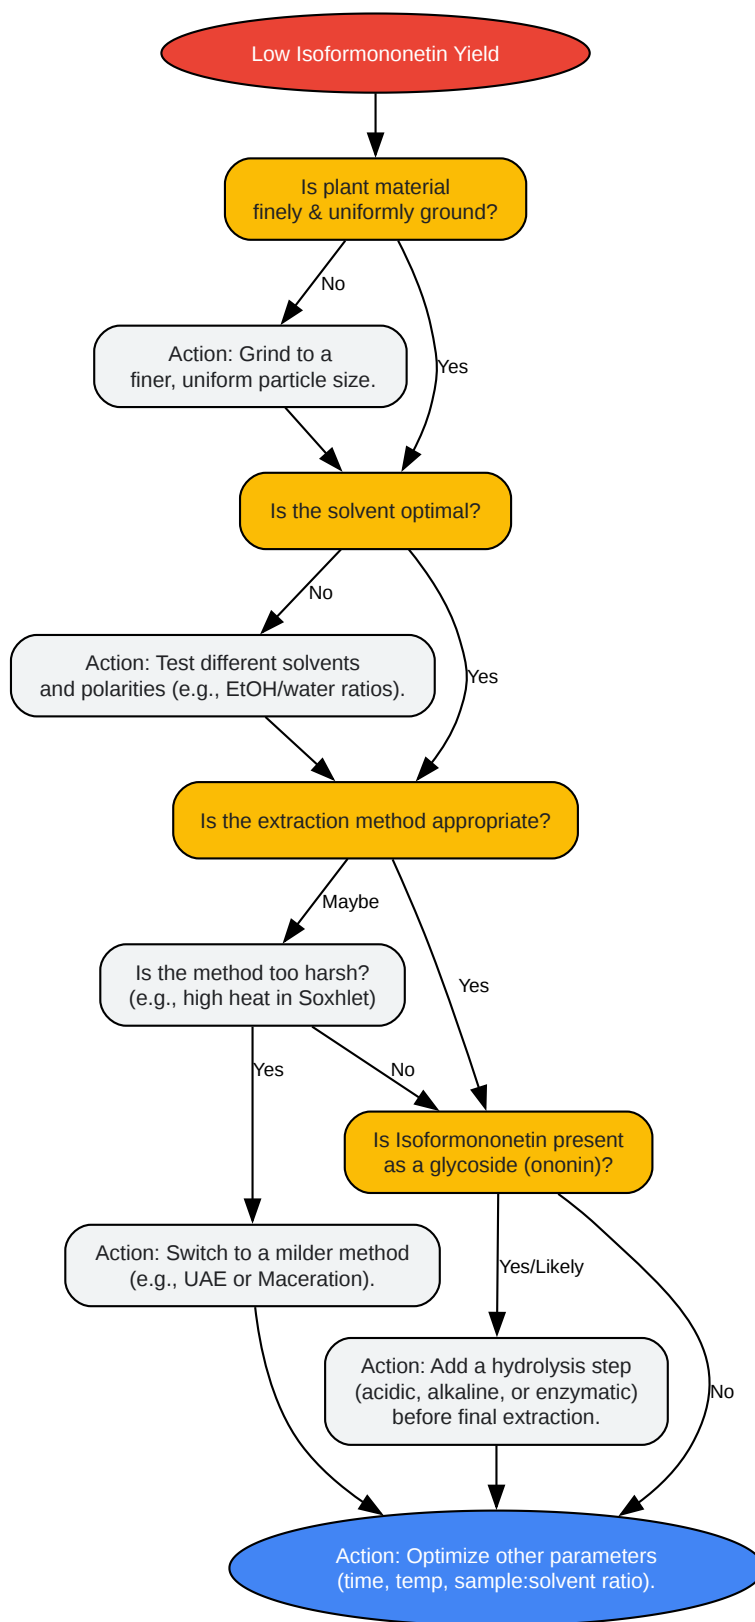 Low Isoformononetin Yield
Is plant material
finely & uniformly ground?
No
Action: Grind to a
finer, uniform particle size.
Yes
Is the solvent optimal?
No
Action: Test different solvents
and polarities (e.g., EtOH/water ratios).
Yes
Is the extraction method appropriate?
Maybe
Is the method too harsh?
(e.g., high heat in Soxhlet)
Yes
Yes
No
Is Isoformononetin present
as a glycoside (ononin)?
Action: Switch to a milder method
(e.g., UAE or Maceration).
Yes/Likely
Action: Add a hydrolysis step
(acidic, alkaline, or enzymatic)
before final extraction.
No
Action: Optimize other parameters
(time, temp, sample:solvent ratio).